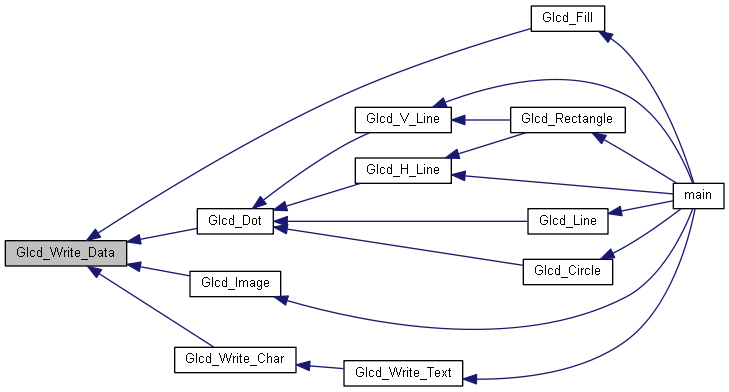 Glcd_Fill
Glcd_V_Line
Glcd_Rectangle
Glcd_H_Line
main
Glcd_Dot
Glcd_Line
Glcd_Write_Data
Glcd_Circle
Glcd_Image
Glcd_Write_Char
Glcd_Write_Text